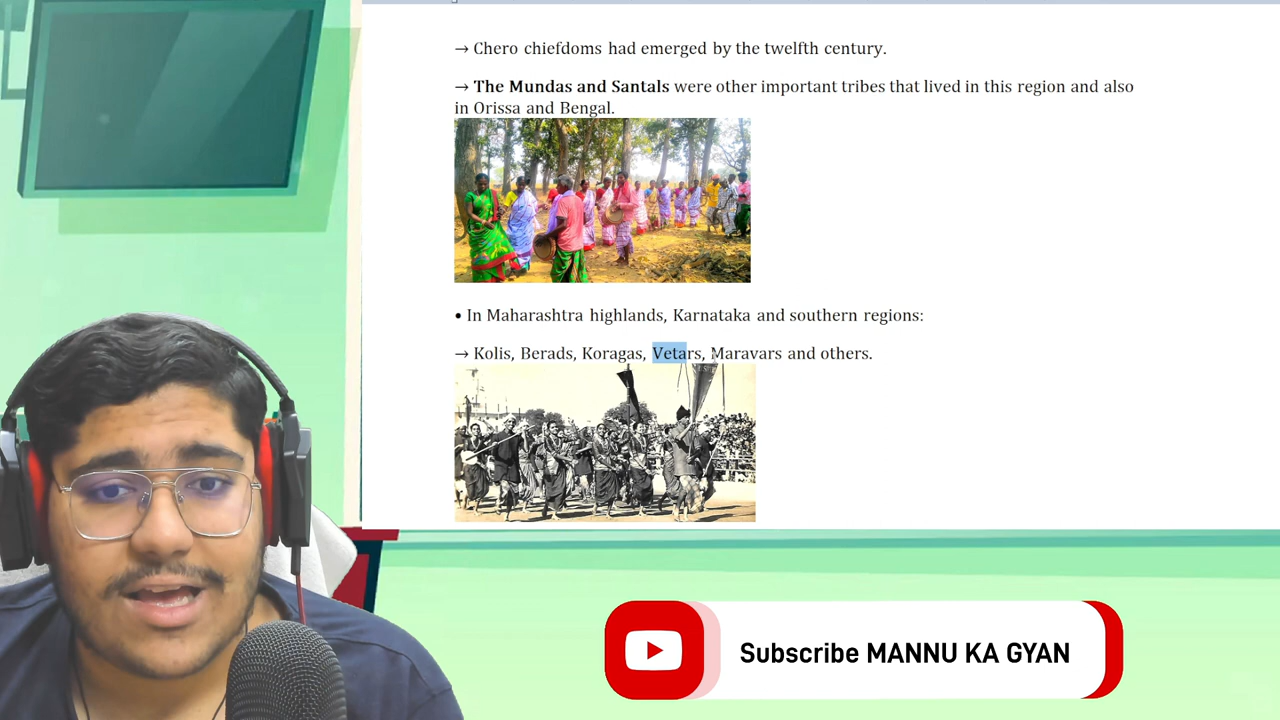 → Chero chiefdoms had emerged by the twelfth century.
→ The Mundas and Santals were other important tribes that lived in this region and also
in Orissa and Bengal.
• In Maharashtra highlands, Karnataka and southern regions:
→ Kolis, Berads, Koragas, Vetars, Maravars and others.
Subscribe MANNU KA GYAN